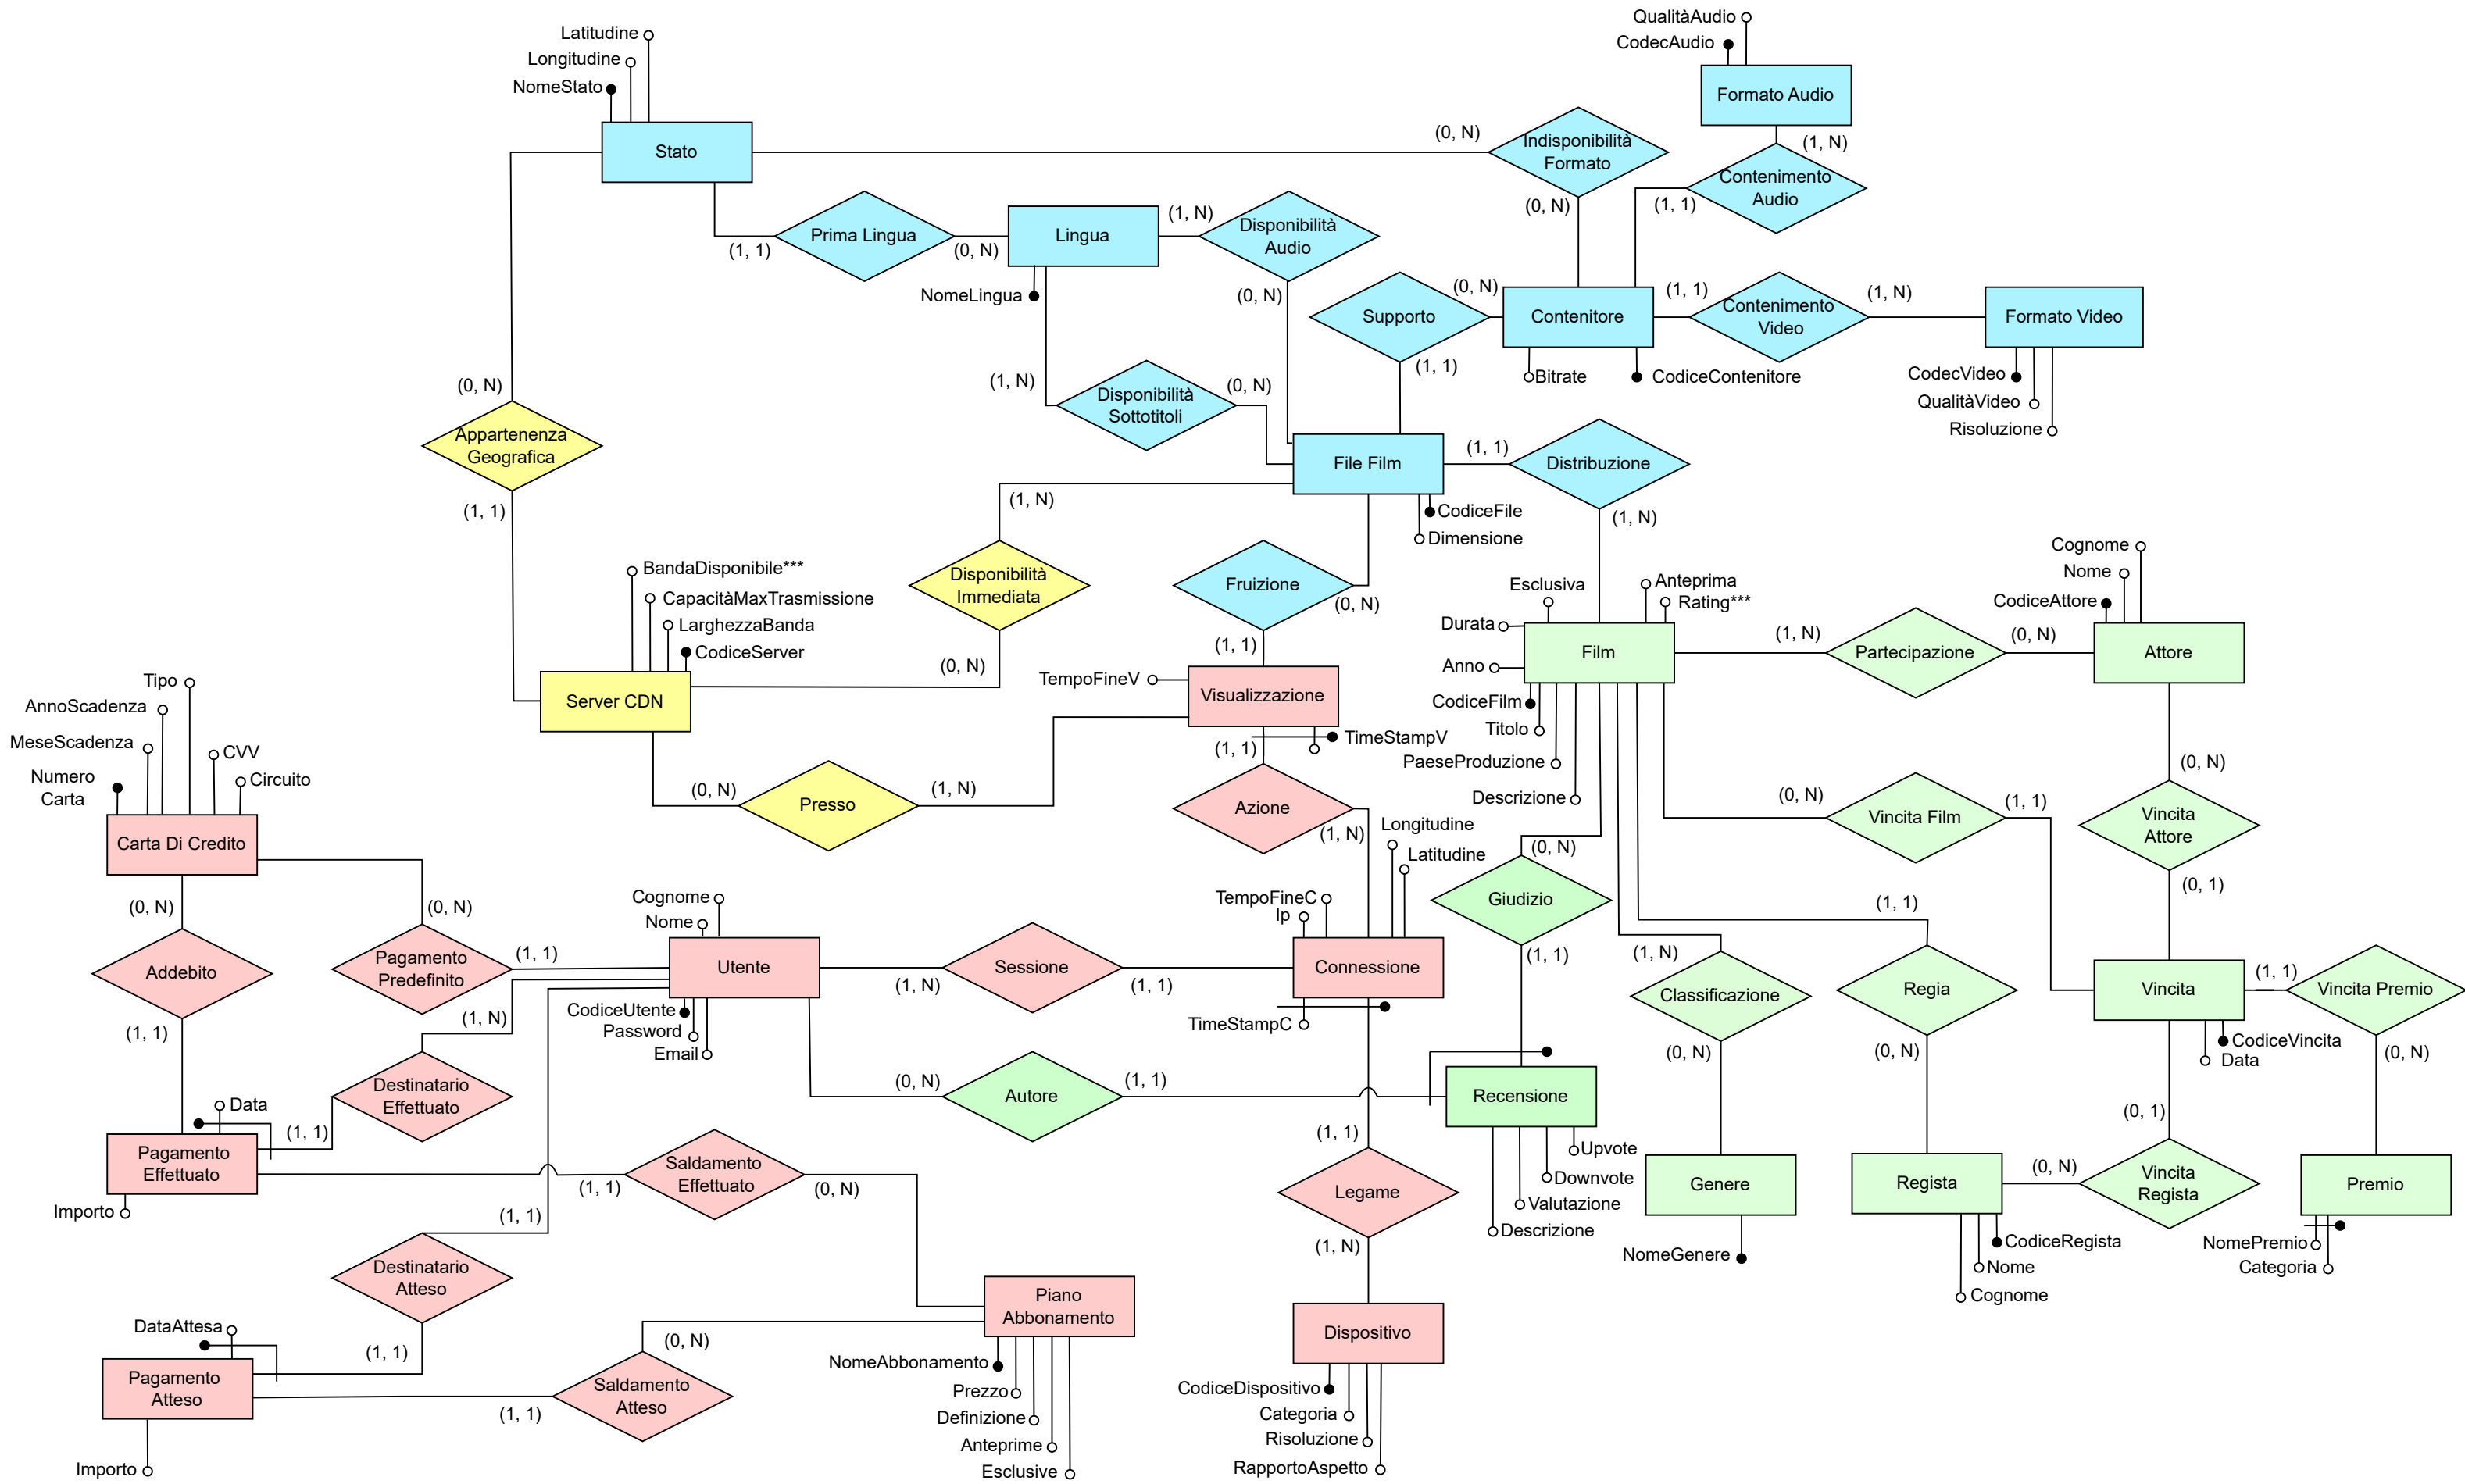 QualitàAudio
CodecAudio
Formato Audio
(1, N)
Contenimento
Audio
(1, 1)
Latitudine
Longitudine
NomeStato
Stato
(0, N)
Indisponibilità
Formato
(0, N)
Prima Lingua
(1, 1)
(0, N)
Lingua
NomeLingua
(1, N)
Disponibilità
Audio
(0, N)
(1, N)
Disponibilità
Sottotitoli
(0, N)
Supporto
(0, N)
(1, 1)
Contenitore
Bitrate
CodiceContenitore
(1, 1)
Contenimento
Video
(1, N)
Formato Video
CodecVideo
QualitàVideo
Risoluzione
(0, N)
Appartenenza
Geografica
(1, 1)
File Film
CodiceFile
Dimensione
(1, 1)
Distribuzione
(1, N)
(1, N)
Disponibilità
Immediata
(0, N)
Fruizione
(0, N)
(1, 1)
BandaDisponibile***
CapacitàMaxTrasmissione
LarghezzaBanda
CodiceServer
Server CDN
(0, N)
Presso
(1, N)
TempoFineV
Visualizzazione
TimeStampV
(1, 1)
Azione
(1, N)
Esclusiva
Anteprima
Rating***
Durata
Anno
Film
CodiceFilm
Titolo
PaeseProduzione
Descrizione
(1, N)
Partecipazione
(0, N)
Cognome
Nome
CodiceAttore
Attore
(0, N)
Vincita
Attore
(0, 1)
(0, N)
Vincita Film
(1, 1)
Tipo
AnnoScadenza
MeseScadenza
CVV
Numero
Carta
Circuito
Carta Di Credito
(0, N)
(0, N)
Addebito
(1, 1)
Pagamento
Predefinito
(1, 1)
Cognome
Nome
Utente
CodiceUtente
Password
Email
(1, N)
Sessione
(1, 1)
Longitudine
Latitudine
TempoFineC
Ip
Connessione
TimeStampC
(0, N)
Giudizio
(1, 1)
(1, N)
Classificazione
(0, N)
(1, 1)
Regia
(0, N)
Vincita
CodiceVincita
Data
(1, 1)
Vincita Premio
(0, N)
(1, N)
Destinatario
Effettuato
(1, 1)
Data
Pagamento
Effettuato
Importo
(0, N)
Autore
(1, 1)
Recensione
Upvote
Downvote
Valutazione
Descrizione
(1, 1)
Saldamento
Effettuato
(0, N)
(1, 1)
Legame
(1, N)
Genere
NomeGenere
Regista
CodiceRegista
Nome
Cognome
(0, N)
Vincita
Regista
(0, 1)
Premio
NomePremio
Categoria
(1, 1)
Destinatario
Atteso
(1, 1)
DataAttesa
Pagamento
Atteso
Importo
(1, 1)
Saldamento
Atteso
(0, N)
Piano
Abbonamento
NomeAbbonamento
Prezzo
Definizione
Anteprime
Esclusive
Dispositivo
CodiceDispositivo
Categoria
Risoluzione
RapportoAspetto